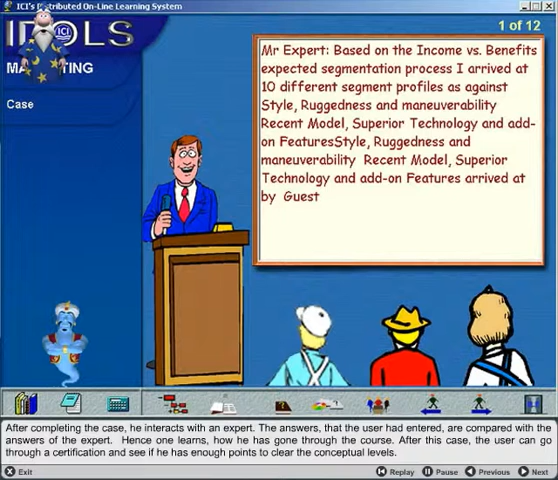 ICI's Distributed On-Line Learning System
1 of 12
IDOLS
ICI
MARKETING
Case
Mr Expert: Based on the Income vs. Benefits
expected segmentation process I arrived at
10 different segment profiles as against
Style, Ruggedness and maneuverability
Recent Model, Superior Technology and add-
on FeaturesStyle, Ruggedness and
maneuverability Recent Model, Superior
Technology and add-on Features arrived at
by Guest
After completing the case, he interacts with an expert. The answers, that the user had entered, are compared with the
answers of the expert. Hence one learns, how he has gone through the course. After this case, the user can go
through a certification and see if he has enough points to clear the conceptual levels.
Exit
Replay
Pause
Previous
Next